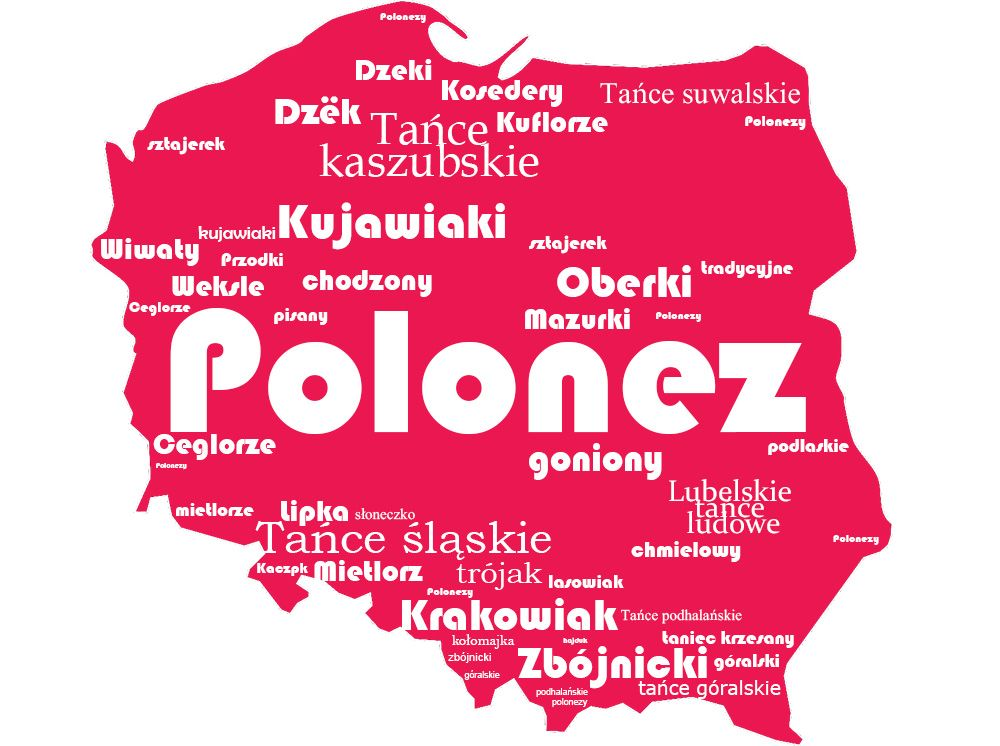 Polonezy
Dzeki
Kosedery
Tańce suwalskie
Dzëk
Tańce
kaszubskie
Kuflorze
Polonezy
sztajerek
kujawiaki
Kujawiaki
Wiwaty
Przodki
sztajerek
Weksle
chodzony
Oberki
tradycyjne
Ceglorze
pisany
Mazurki
Polonezy
Polonez
Ceglorze
Polonezy
goniony
podlaskie
Lubelskie
tańce
ludowe
mietlorze
Lipka
słoneczko
Tańce śląskie
chmielowy
Polonezy
Kaczpk
Mietlorz
trójak
lasowiak
Polonezy
Krakowiak
Tańce podhalańskie
kołomajka
hajduk
taniec krzesany
zbójnicki
Zbójnicki
góralski
góralskie
tańce góralskie
podhalańskie
polonezy